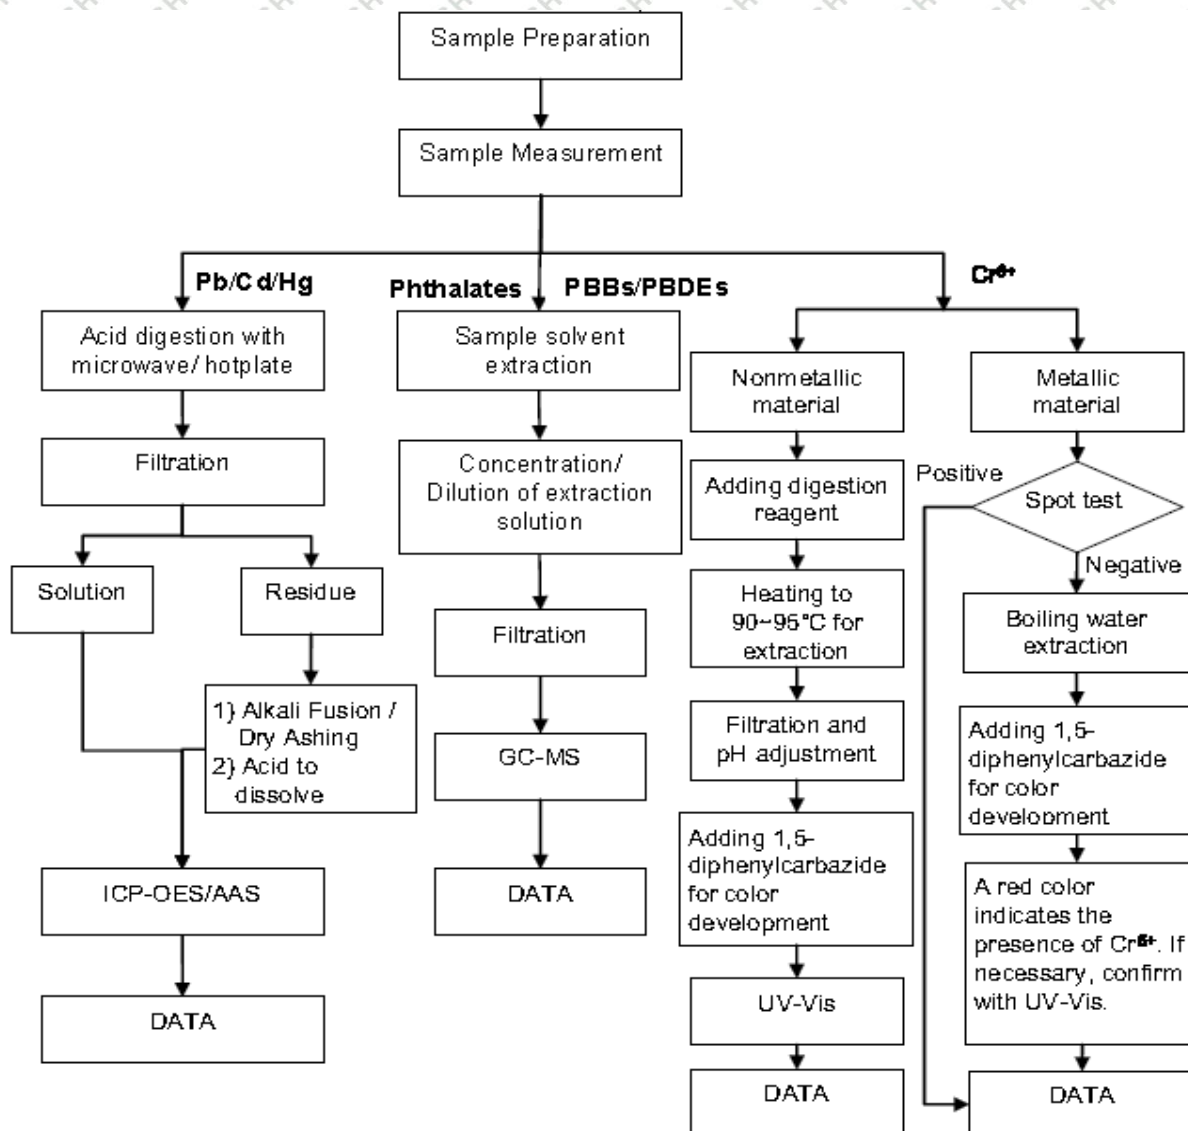 Sample Preparation
Sample Measurement
Pb/Cd/Hg
Phthalates
PBBs/PBDEs
Cr6+
Acid digestion with
microwave/ hotplate
Filtration
Solution
Residue
1} Alkali Fusion /
Dry Ashing
2} Acid to
dissolve
ICP-OES/AAS
DATA
Sample solvent
extraction
Concentration/
Dilution of extraction
solution
Filtration
GC-MS
DATA
Nonmetallic
material
Adding digestion
reagent
Heating to
90~95°C for
extraction
Filtration and
pH adjustment
Adding 1,5-
diphenylcarbazide
for color
development
UV-Vis
DATA
Metallic
material
Positive
Spot test
Negative
Boiling water
extraction
Adding 1,5-
diphenylcarbazide
for color
development
A red color
indicates the
presence of Cr6+. If
necessary, confirm
with UV-Vis.
DATA